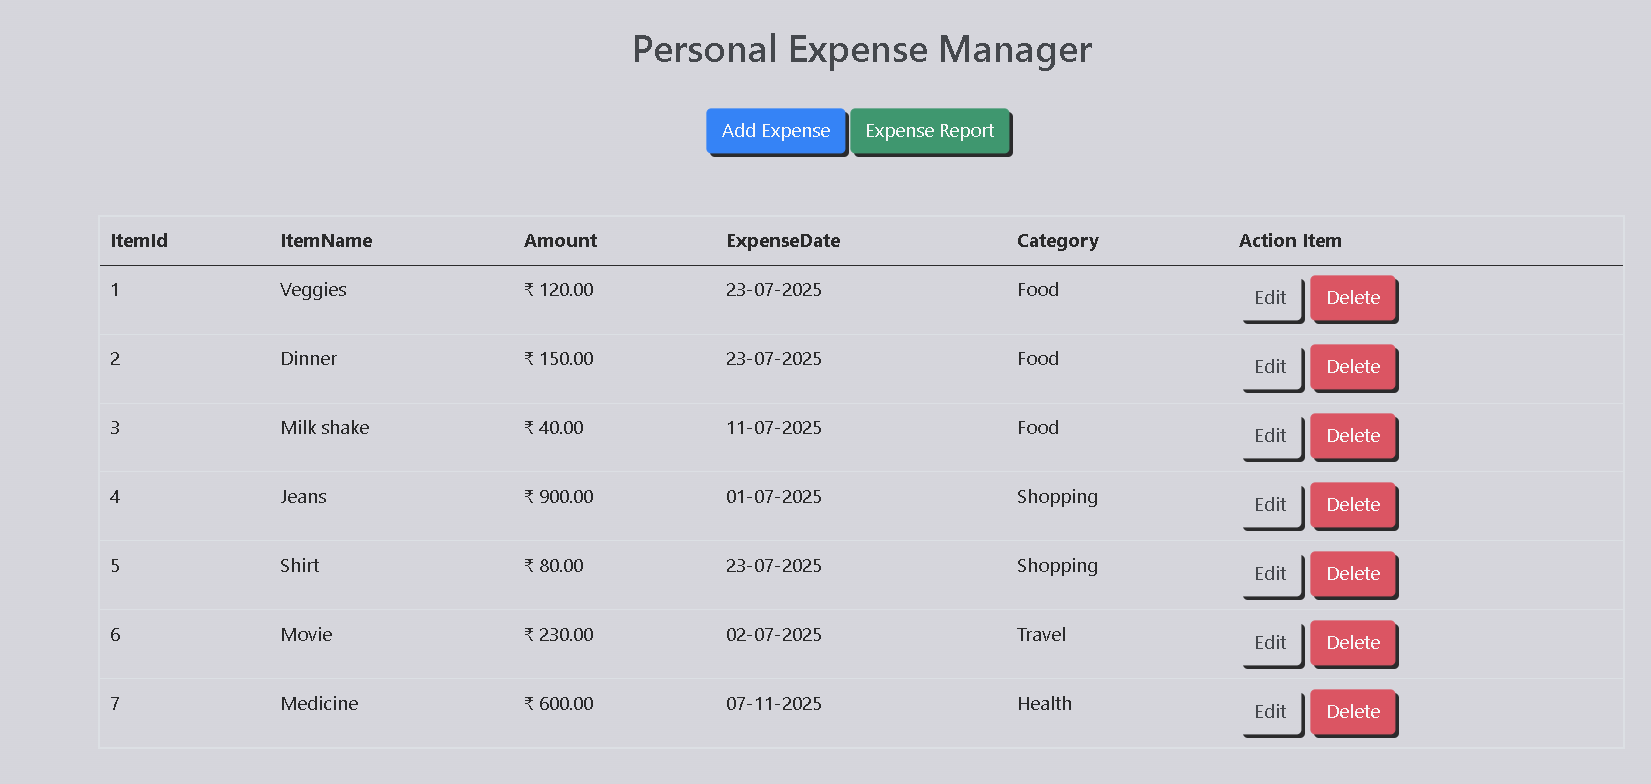 Personal Expense Manager
Add Expense Expense Report
ItemId ItemName Amount ExpenseDate Category Action Item
1 Veggies ₹ 120.00 23-07-2025 Food Edit Delete
2 Dinner ₹ 150.00 23-07-2025 Food Edit Delete
3 Milk shake ₹ 40.00 11-07-2025 Food Edit Delete
4 Jeans ₹ 900.00 01-07-2025 Shopping Edit Delete
5 Shirt ₹ 80.00 23-07-2025 Shopping Edit Delete
6 Movie ₹ 230.00 02-07-2025 Travel Edit Delete
7 Medicine ₹ 600.00 07-11-2025 Health Edit Delete